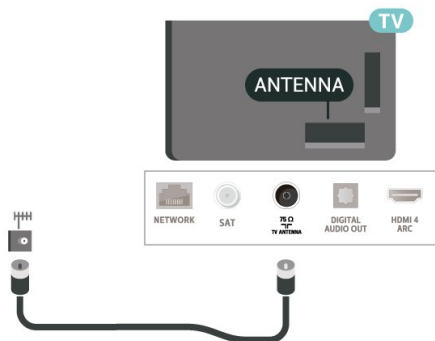 TV
ANTENNA
NETWORK
SAT
75 Ω
TV ANTENNA
DIGITAL
AUDIO OUT
HDMI 4
ARC